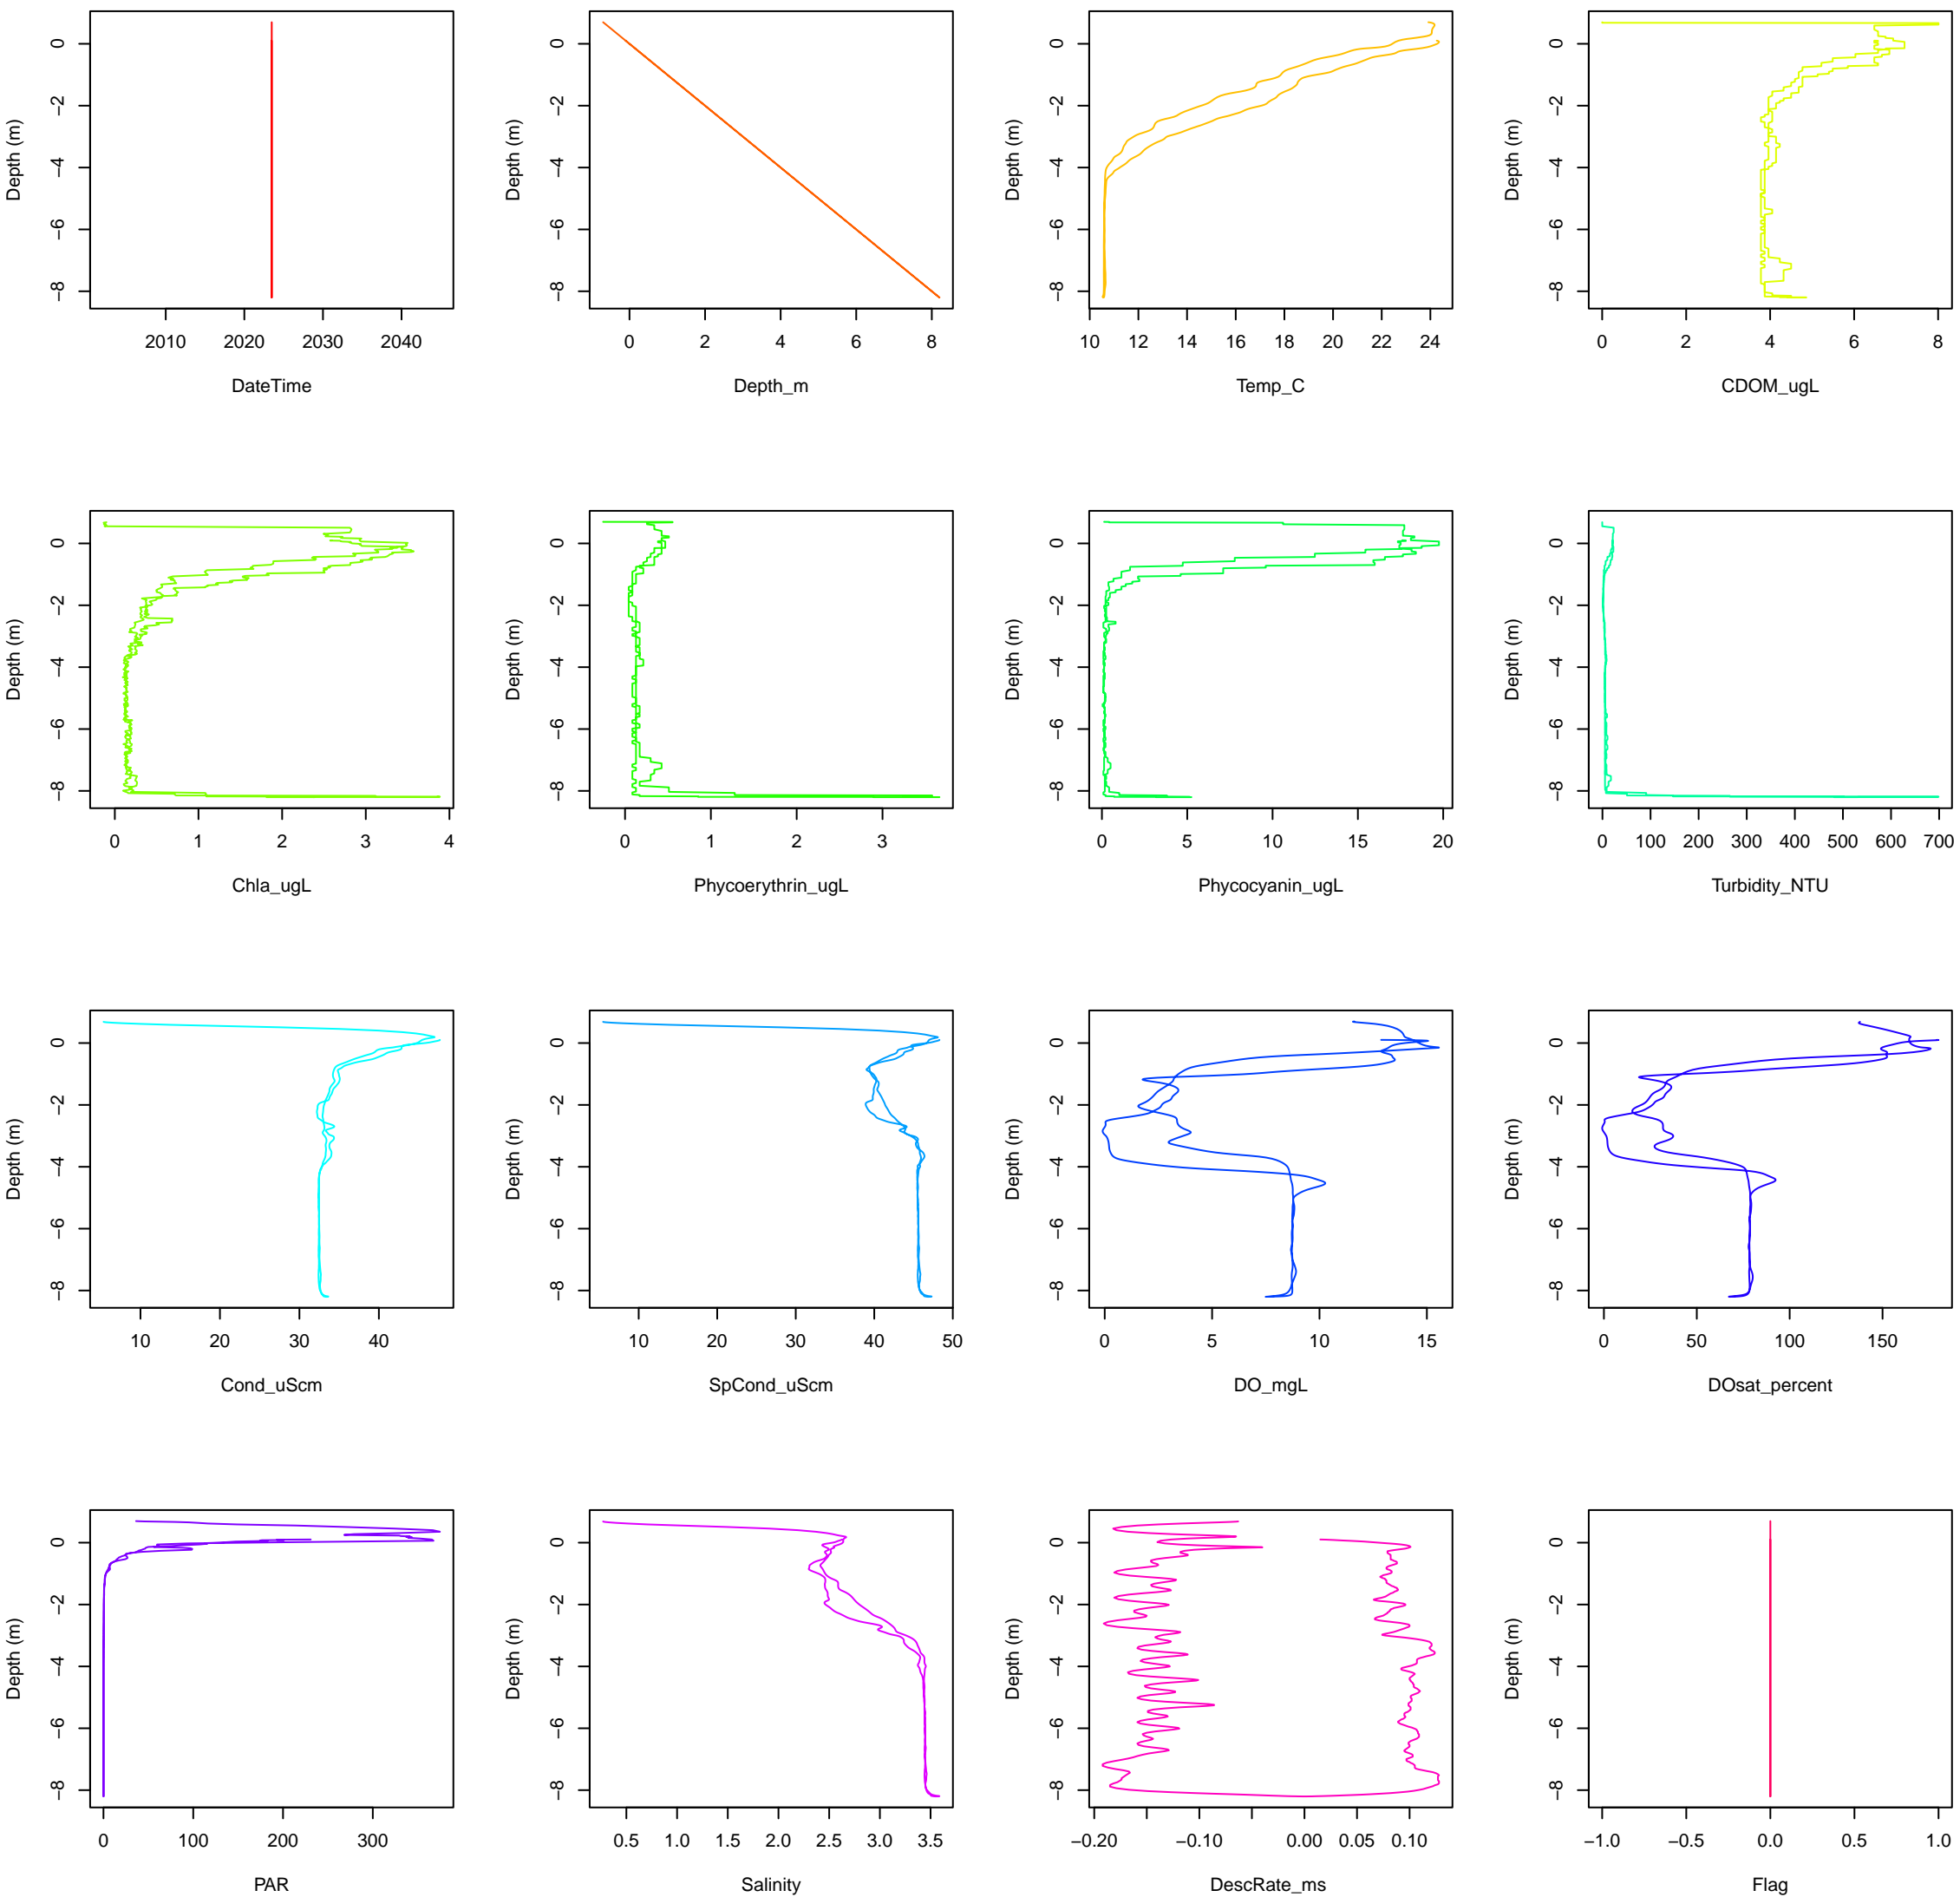 0
−2
−4
−6
−8
Depth (m)
2010 2020 2030 2040
DateTime
0
−2
−4
−6
−8
Depth (m)
0 2 4 6 8
Depth_m
0
−2
−4
−6
−8
Depth (m)
10 12 14 16 18 20 22 24
Temp_C
0
−2
−4
−6
−8
Depth (m)
0 2 4 6 8
CDOM_ugL
0
−2
−4
−6
−8
Depth (m)
0 1 2 3 4
Chla_ugL
0
−2
−4
−6
−8
Depth (m)
0 1 2 3
Phycoerythrin_ugL
0
−2
−4
−6
−8
Depth (m)
0 5 10 15 20
Phycocyanin_ugL
0
−2
−4
−6
−8
Depth (m)
0 100 200 300 400 500 600 700
Turbidity_NTU
0
−2
−4
−6
−8
Depth (m)
10 20 30 40
Cond_uScm
0
−2
−4
−6
−8
Depth (m)
10 20 30 40 50
SpCond_uScm
0
−2
−4
−6
−8
Depth (m)
0 5 10 15
DO_mgL
0
−2
−4
−6
−8
Depth (m)
0 50 100 150
DOsat_percent
0
−2
−4
−6
−8
Depth (m)
0 100 200 300
PAR
0
−2
−4
−6
−8
Depth (m)
0.5 1.0 1.5 2.0 2.5 3.0 3.5
Salinity
0
−2
−4
−6
−8
Depth (m)
−0.20 −0.10 0.00 0.05 0.10
DescRate_ms
0
−2
−4
−6
−8
Depth (m)
−1.0 −0.5 0.0 0.5 1.0
Flag